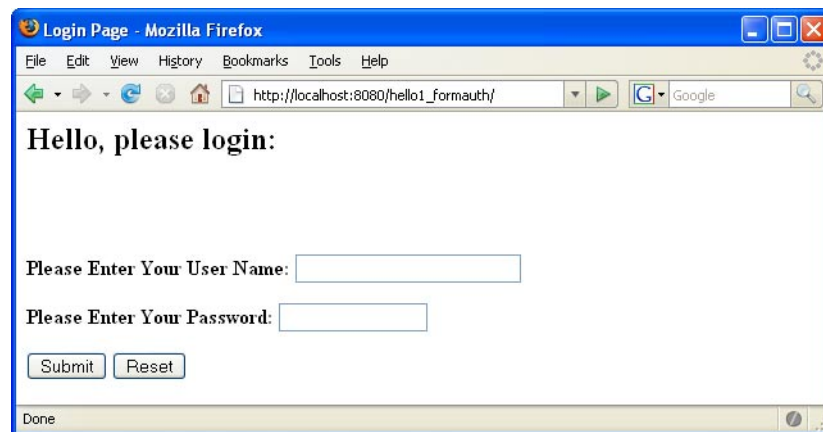 Login Page - Mozilla Firefox
File Edit View History Bookmarks Tools Help
http://localhost:8080/hello1_formauth/ G Google
Hello, please login:
Please Enter Your User Name:
Please Enter Your Password:
Submit Reset
Done